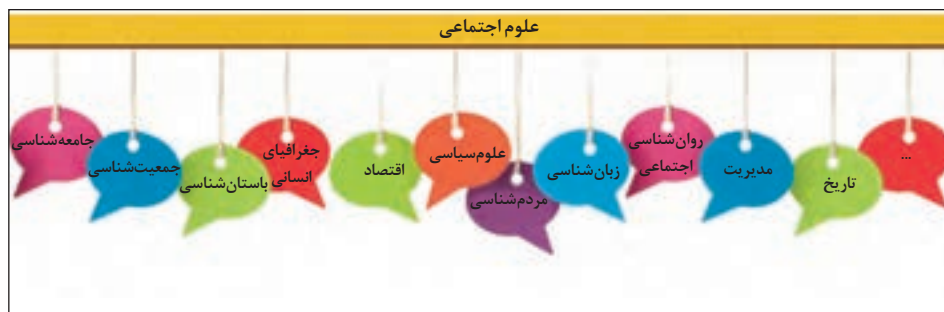 علوم اجتماعی
...
تاریخ
مدیریت
روان‌شناسی
اجتماعی
زبان‌شناسی
مردم‌شناسی
علوم‌سیاسی
اقتصاد
جغرافیای
انسانی
باستان‌شناسی
جمعیت‌شناسی
جامعه‌شناسی